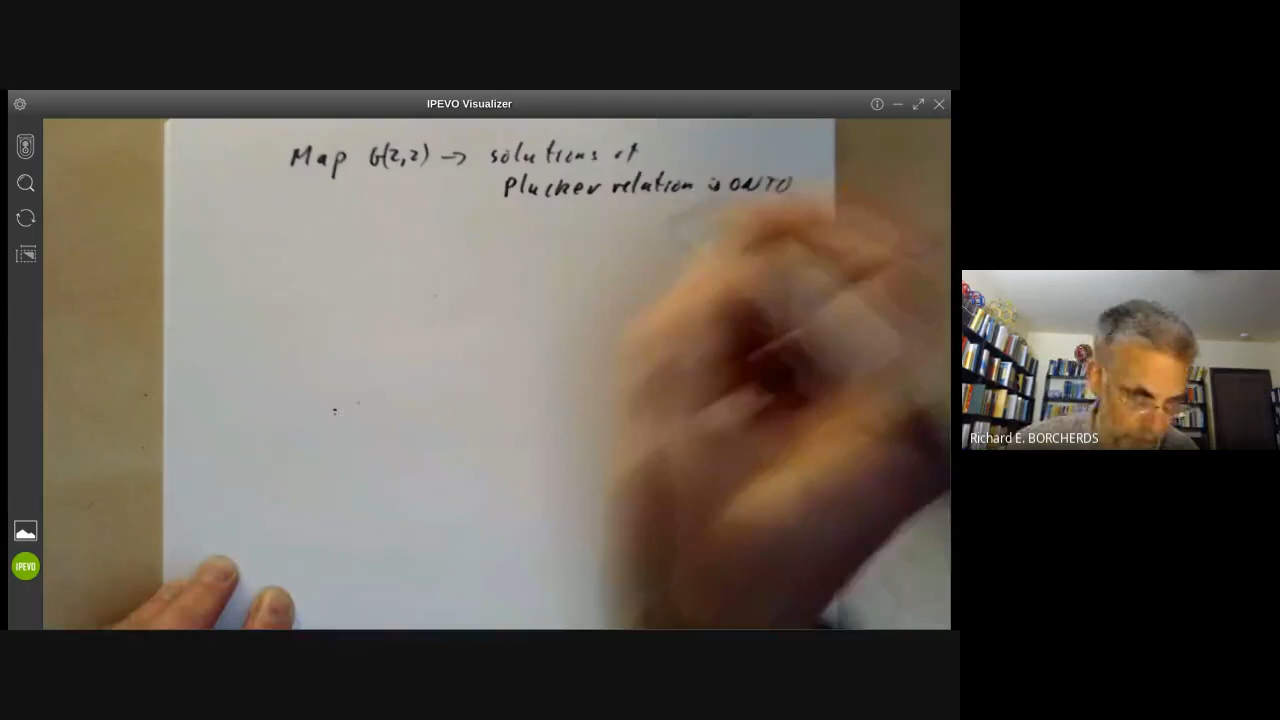 IPEVO Visualizer
Map G(2,2) → solutions of
Plucker relation is ONTO
IPEVO
Richard E. BORCHERDS